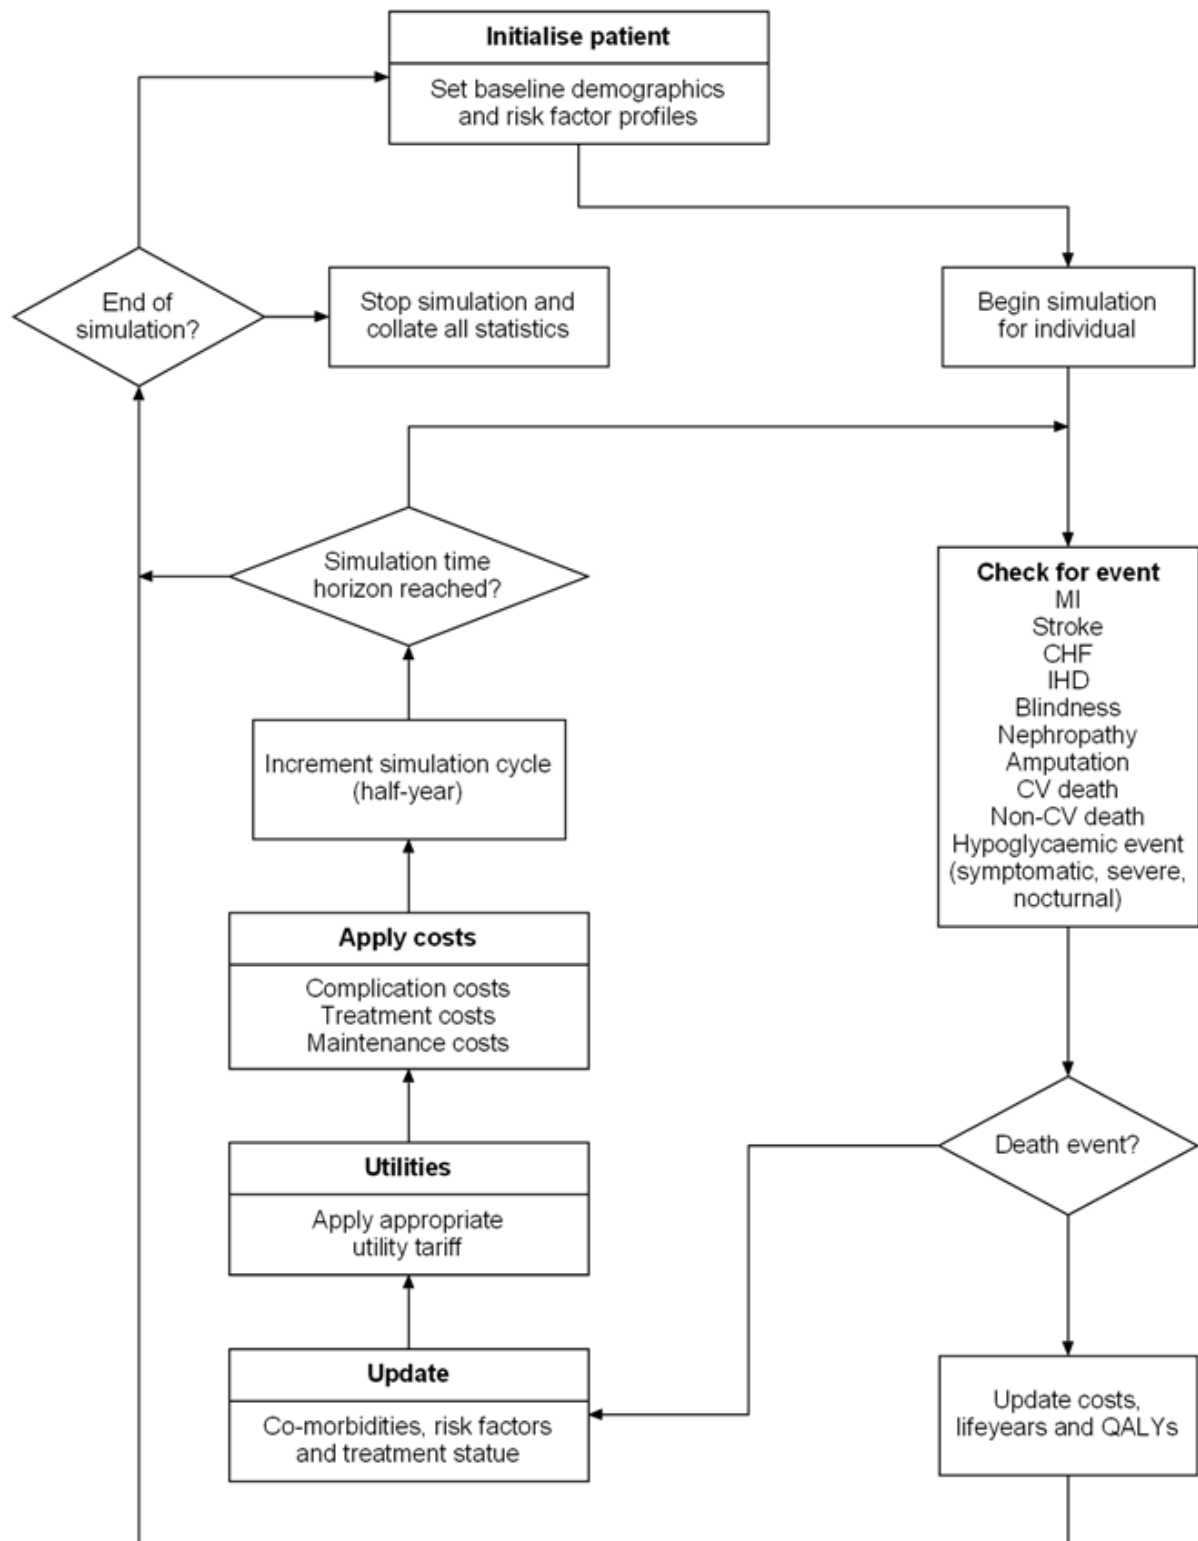 Initialise patient
Set baseline demographics
and risk factor profiles
End of
simulation?
Stop simulation and
collate all statistics
Begin simulation
for individual
Simulation time
horizon reached?
Check for event
MI
Stroke
CHF
IHD
Blindness
Nephropathy
Amputation
CV death
Non-CV death
Hypoglycaemic event
(symptomatic, severe,
nocturnal)
Increment simulation cycle
(half-year)
Apply costs
Complication costs
Treatment costs
Maintenance costs
Death event?
Utilities
Apply appropriate
utility tariff
Update
Co-morbidities, risk factors
and treatment statue
Update costs,
lifeyears and QALYs